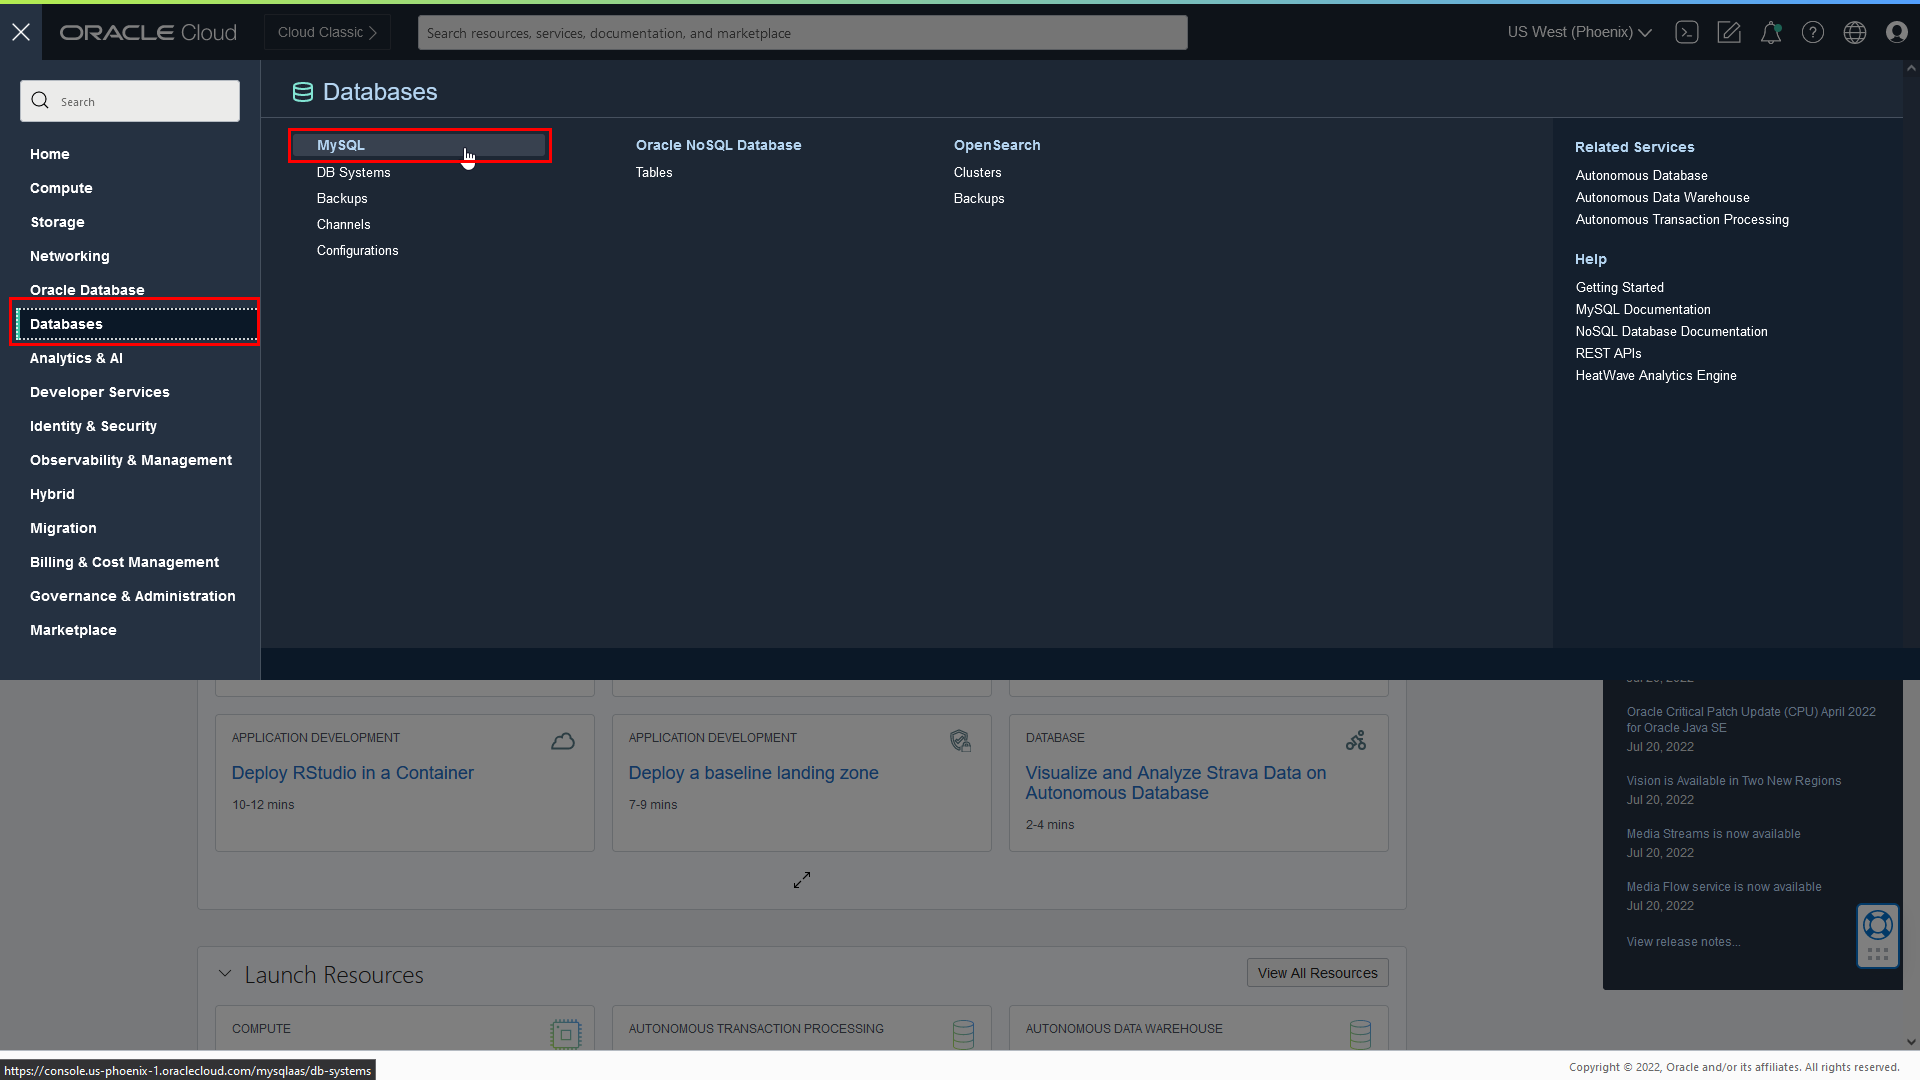 ORACLE Cloud
Cloud Classic
Search resources, services, documentation, and marketplace
US West (Phoenix)
Search
Home
Compute
Storage
Networking
Oracle Database
Databases
Analytics & AI
Developer Services
Identity & Security
Observability & Management
Hybrid
Migration
Billing & Cost Management
Governance & Administration
Marketplace
Databases
MySQL
DB Systems
Backups
Channels
Configurations
Oracle NoSQL Database
Tables
OpenSearch
Clusters
Backups
Related Services
Autonomous Database
Autonomous Data Warehouse
Autonomous Transaction Processing
Help
Getting Started
MySQL Documentation
NoSQL Database Documentation
REST APIs
HeatWave Analytics Engine
APPLICATION DEVELOPMENT
Deploy RStudio in a Container
10-12 mins
APPLICATION DEVELOPMENT
Deploy a baseline landing zone
7-9 mins
DATABASE
Visualize and Analyze Strava Data on
Autonomous Database
2-4 mins
Jul 20, 2022
Oracle Critical Patch Update (CPU) April 2022
for Oracle Java SE
Jul 20, 2022
Vision is Available in Two New Regions
Jul 20, 2022
Media Streams is now available
Jul 20, 2022
Media Flow service is now available
Jul 20, 2022
View release notes...
Launch Resources
View All Resources
COMPUTE
AUTONOMOUS TRANSACTION PROCESSING
AUTONOMOUS DATA WAREHOUSE
https://console.us-phoenix-1.oraclecloud.com/mysqlaas/db-systems
Copyright © 2022, Oracle and/or its affiliates. All rights reserved.